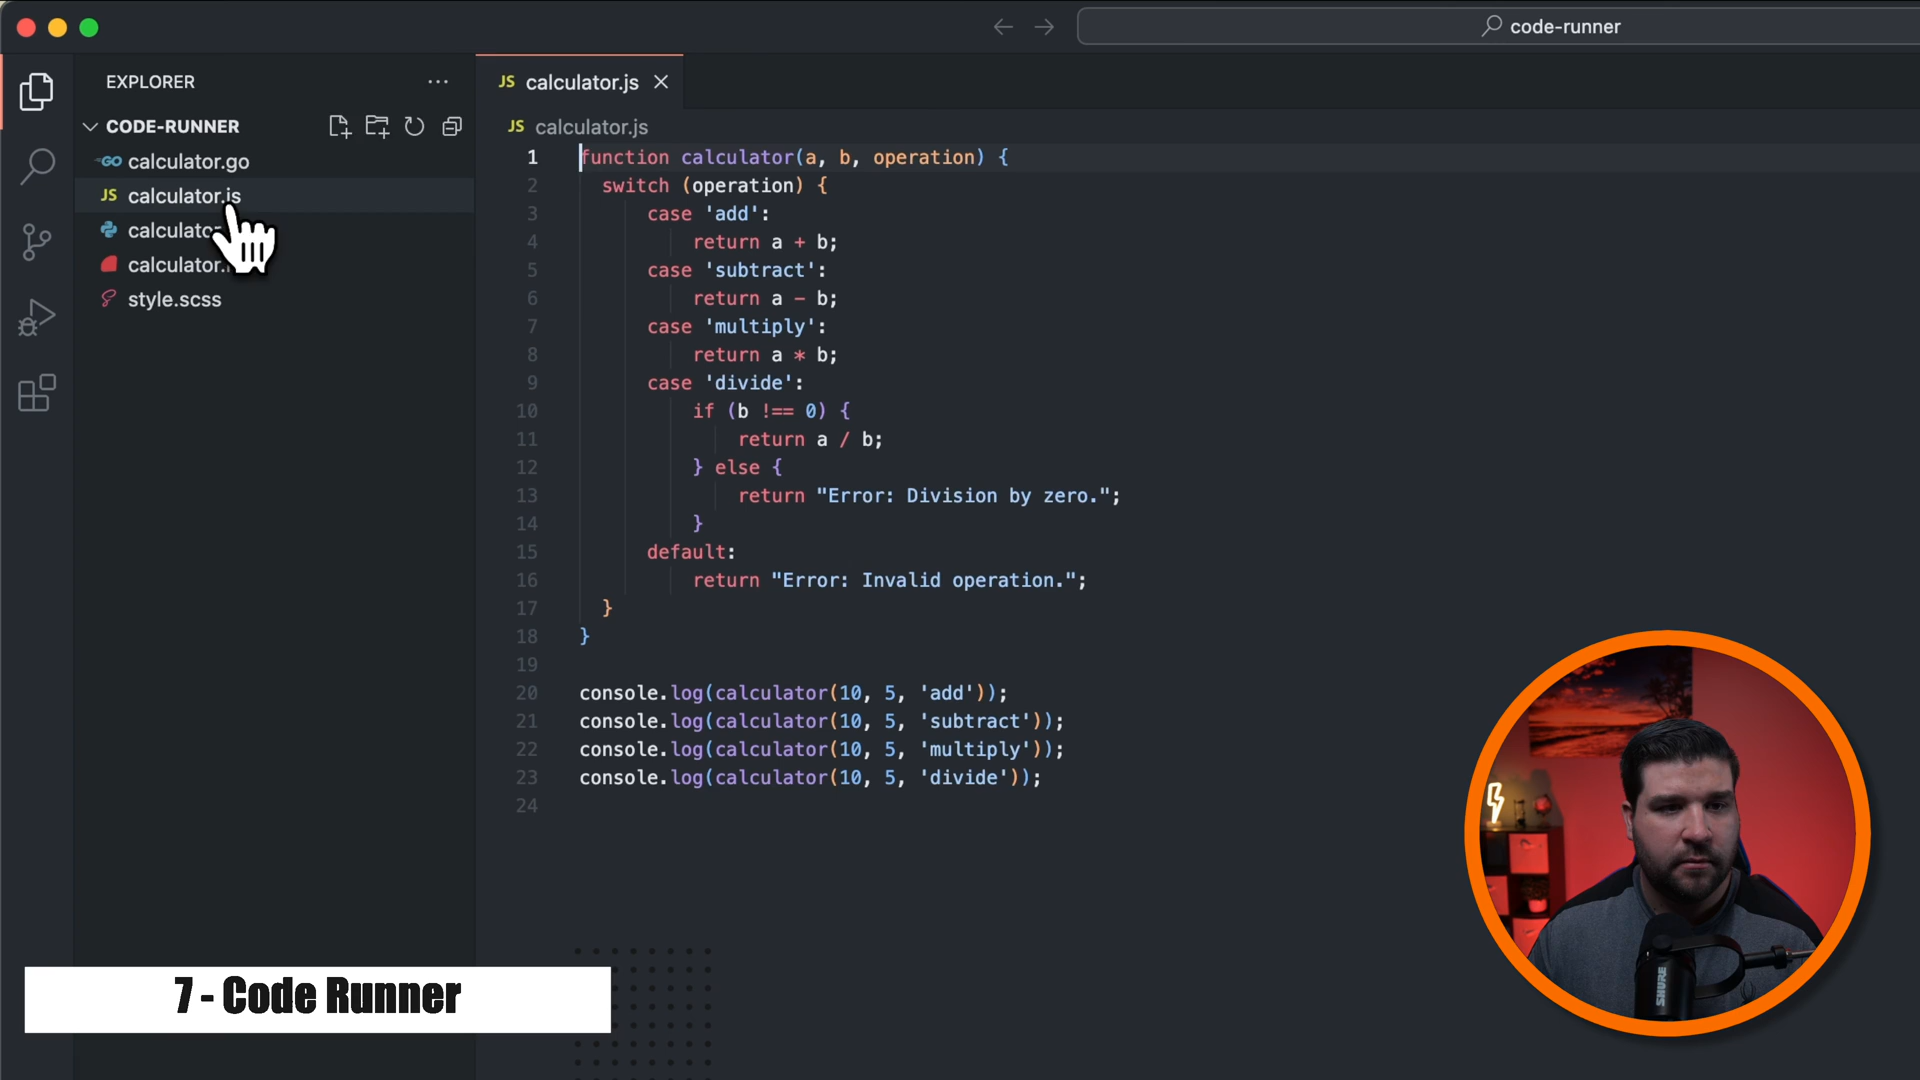 code-runner
EXPLORER
...
CODE-RUNNER
GO calculator.go
JS calculator.js
style.scss
JS calculator.js
JS calculator.js
1 function calculator(a, b, operation) {
2 switch (operation) {
3 case 'add':
4 return a + b;
5 case 'subtract':
6 return a - b;
7 case 'multiply':
8 return a * b;
9 case 'divide':
10 if (b !== 0) {
11 return a / b;
12 } else {
13 return "Error: Division by zero.";
14 }
15 default:
16 return "Error: Invalid operation.";
17 }
18 }
19
20 console.log(calculator(10, 5, 'add'));
21 console.log(calculator(10, 5, 'subtract'));
22 console.log(calculator(10, 5, 'multiply'));
23 console.log(calculator(10, 5, 'divide'));
24
7 - Code Runner
SHURE